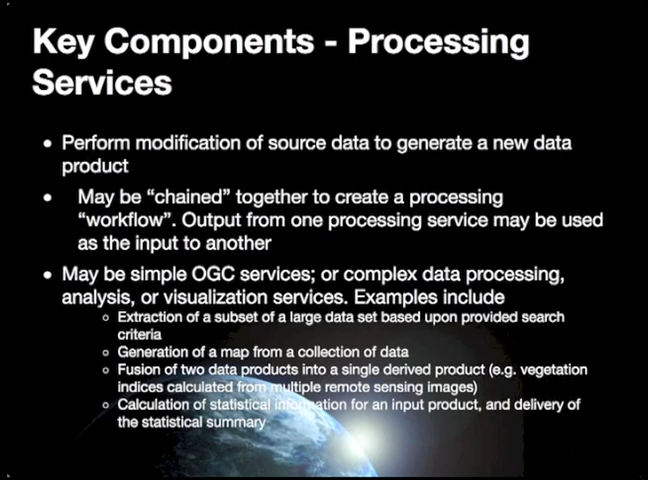 Key Components - Processing
Services
• Perform modification of source data to generate a new data
product
• May be “chained” together to create a processing
“workflow”. Output from one processing service may be used
as the input to another
• May be simple OGC services; or complex data processing,
analysis, or visualization services. Examples include
○ Extraction of a subset of a large data set based upon provided search
criteria
○ Generation of a map from a collection of data
○ Fusion of two data products into a single derived product (e.g. vegetation
indices calculated from multiple remote sensing images)
○ Calculation of statistical information for an input product, and delivery of
the statistical summary